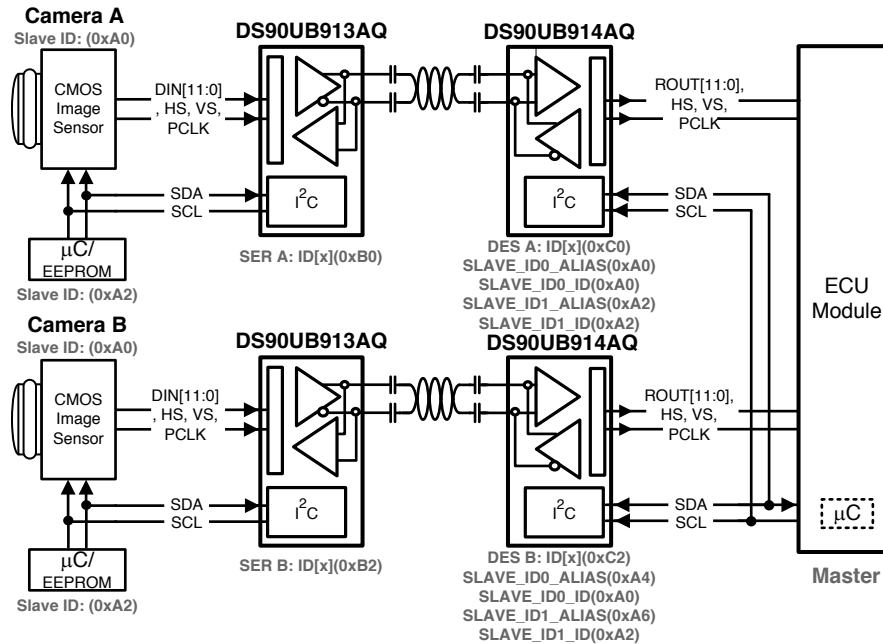 Camera A
Slave ID: (0xA0)
CMOS
Image
Sensor
DIN[11:0]
, HS, VS,
PCLK
DS90UB913AQ
DS90UB914AQ
ROUT[11:0],
HS, VS,
PCLK
SDA
SCL
I²C
I²C
SDA
SCL
µC/
EEPROM
Slave ID: (0xA2)
SER A: ID[x](0xB0)
DES A: ID[x](0xC0)
SLAVE_ID0_ALIAS(0xA0)
SLAVE_ID0_ID(0xA0)
SLAVE_ID1_ALIAS(0xA2)
SLAVE_ID1_ID(0xA2)
ECU
Module
Camera B
Slave ID: (0xA0)
CMOS
Image
Sensor
DIN[11:0]
, HS, VS,
PCLK
DS90UB913AQ
DS90UB914AQ
ROUT[11:0],
HS, VS,
PCLK
SDA
SCL
I²C
I²C
SDA
SCL
µC
µC/
EEPROM
Slave ID: (0xA2)
SER B: ID[x](0xB2)
DES B: ID[x](0xC2)
SLAVE_ID0_ALIAS(0xA4)
SLAVE_ID0_ID(0xA0)
SLAVE_ID1_ALIAS(0xA6)
SLAVE_ID1_ID(0xA2)
Master